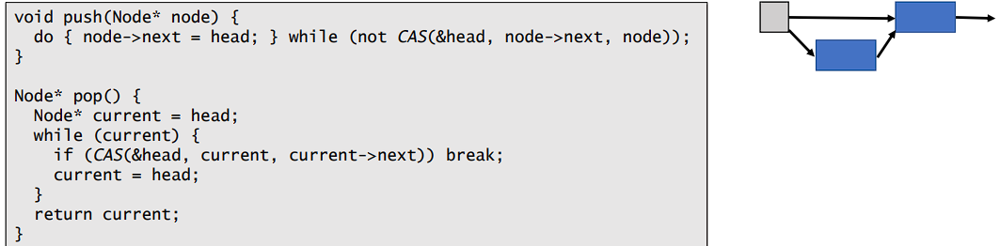 void push(Node* node) {
  do { node->next = head; } while (not CAS(&head, node->next, node));
}

Node* pop() {
  Node* current = head;
  while (current) {
    if (CAS(&head, current, current->next)) break;
    current = head;
  }
  return current;
}